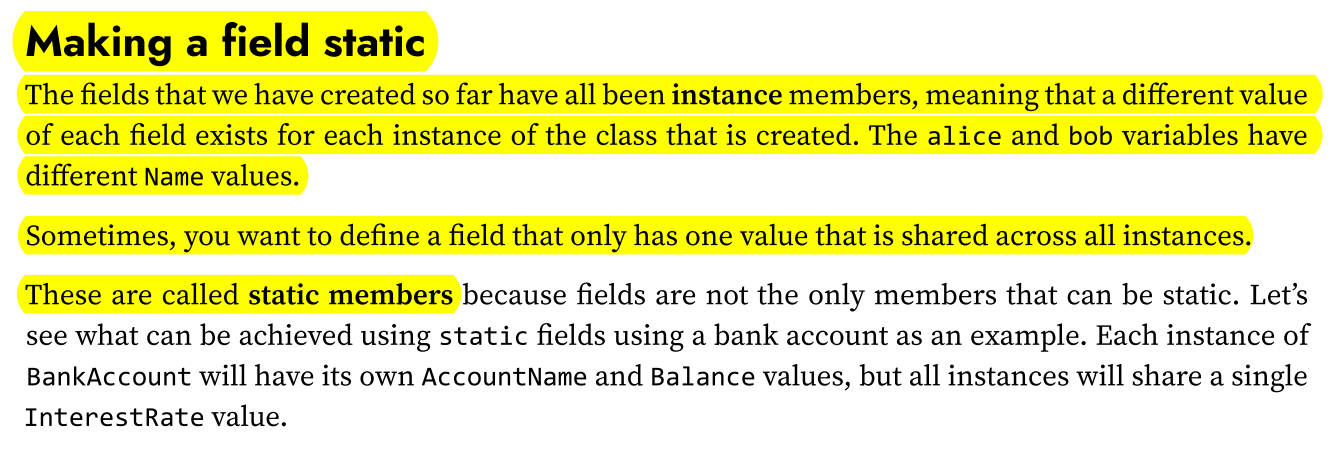 Making a field static
The fields that we have created so far have all been instance members, meaning that a different value
of each field exists for each instance of the class that is created. The alice and bob variables have
different Name values.
Sometimes, you want to define a field that only has one value that is shared across all instances.
These are called static members because fields are not the only members that can be static. Let’s
see what can be achieved using static fields using a bank account as an example. Each instance of
BankAccount will have its own AccountName and Balance values, but all instances will share a single
InterestRate value.